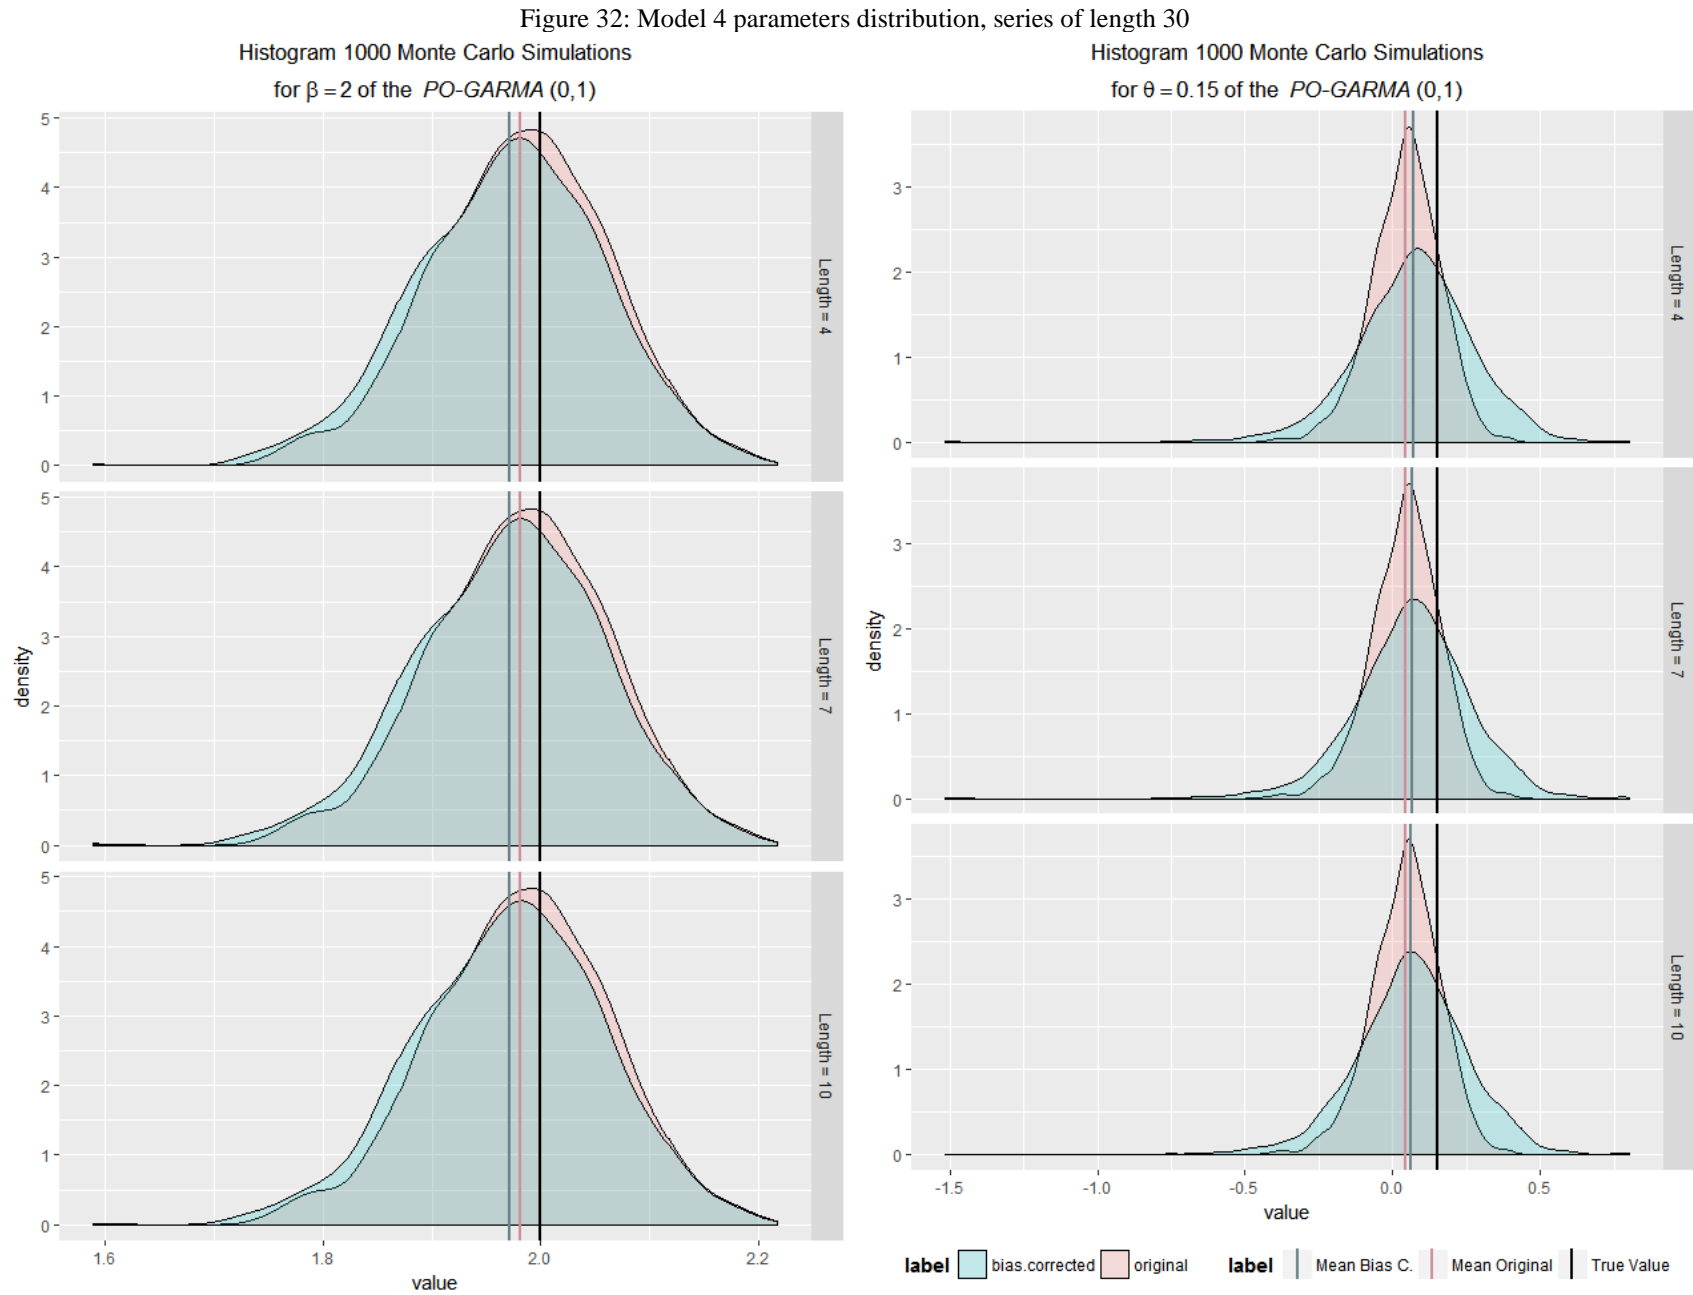 Figure 32: Model 4 parameters distribution, series of length 30
Histogram 1000 Monte Carlo Simulations
for β = 2 of the PO-GARMA (0,1)
5
4
3
2
1
0
Length = 4
5
4
3
2
1
0
Length = 7
5
4
3
2
1
0
Length = 10
density
1.6
1.8
2.0
2.2
value
Histogram 1000 Monte Carlo Simulations
for θ = 0.15 of the PO-GARMA (0,1)
3
2
1
0
Length = 4
3
2
1
0
Length = 7
3
2
1
0
Length = 10
density
-1.5
-1.0
-0.5
0.0
0.5
value
label bias.corrected original label Mean Bias C. Mean Original True Value